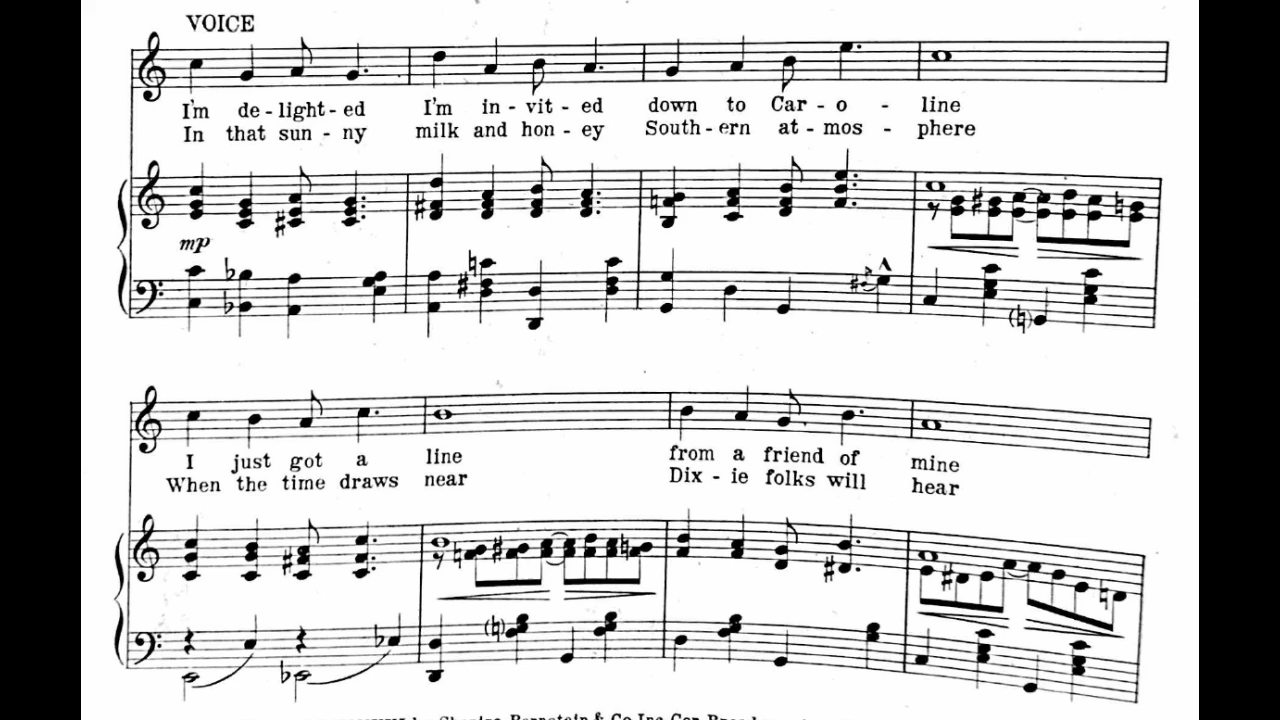 VOICE
I'm de-light-ed I'm in-vit-ed down to Car-o-line
In that sun-ny milk and hon-ey South-ern at-mos-phere
mp
I just got a line from a friend of mine
When the time draws near Dix-ie folks will hear